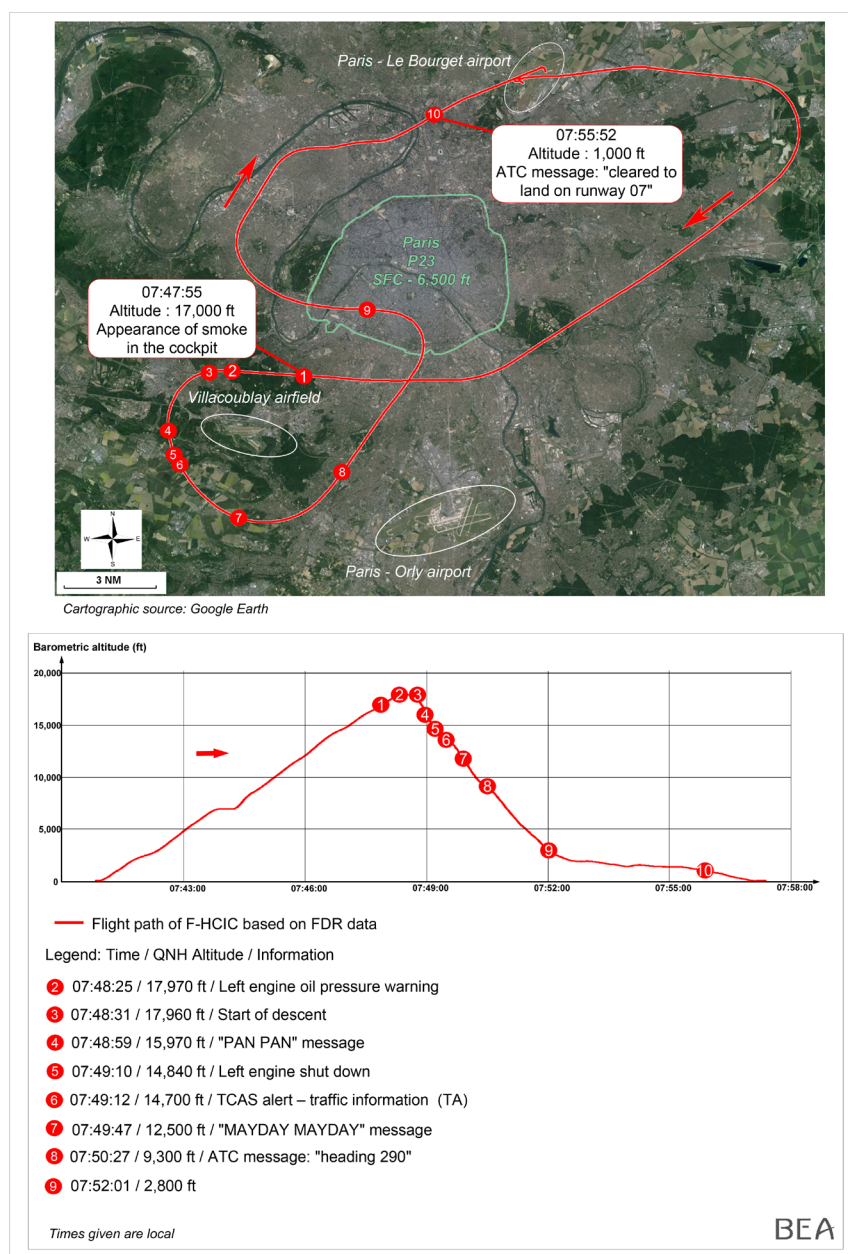 Paris - Le Bourget airport
10
07:55:52
Altitude : 1,000 ft
ATC message: "cleared to
land on runway 07"
Paris
P23
SFC - 6,500 ft
07:47:55
Altitude : 17,000 ft
Appearance of smoke
in the cockpit
9
3
2
1
Villacoublay airfield
4
5
6
8
7
N
W
E
S
3 NM
Paris - Orly airport
Cartographic source: Google Earth
Barometric altitude (ft)
20,000
15,000
10,000
5,000
0
1
2
3
4
5
6
7
8
9
10
07:43:00
07:46:00
07:49:00
07:52:00
07:55:00
07:58:00
Flight path of F-HCIC based on FDR data
Legend: Time / QNH Altitude / Information
2 07:48:25 / 17,970 ft / Left engine oil pressure warning
3 07:48:31 / 17,960 ft / Start of descent
4 07:48:59 / 15,970 ft / "PAN PAN" message
5 07:49:10 / 14,840 ft / Left engine shut down
6 07:49:12 / 14,700 ft / TCAS alert – traffic information (TA)
7 07:49:47 / 12,500 ft / "MAYDAY MAYDAY" message
8 07:50:27 / 9,300 ft / ATC message: "heading 290"
9 07:52:01 / 2,800 ft
Times given are local
BEA